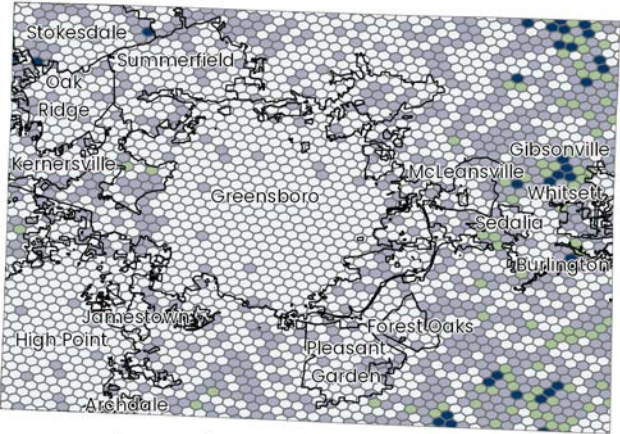 Stokesdale
Summerfield
Oak
Ridge
Kernersville
Gibsonville
McLeansville
Whitsett
Greensboro
Sedalia
Burlington
Jamestown
Forest Oaks
High Point
Pleasant
Garden
Archdale